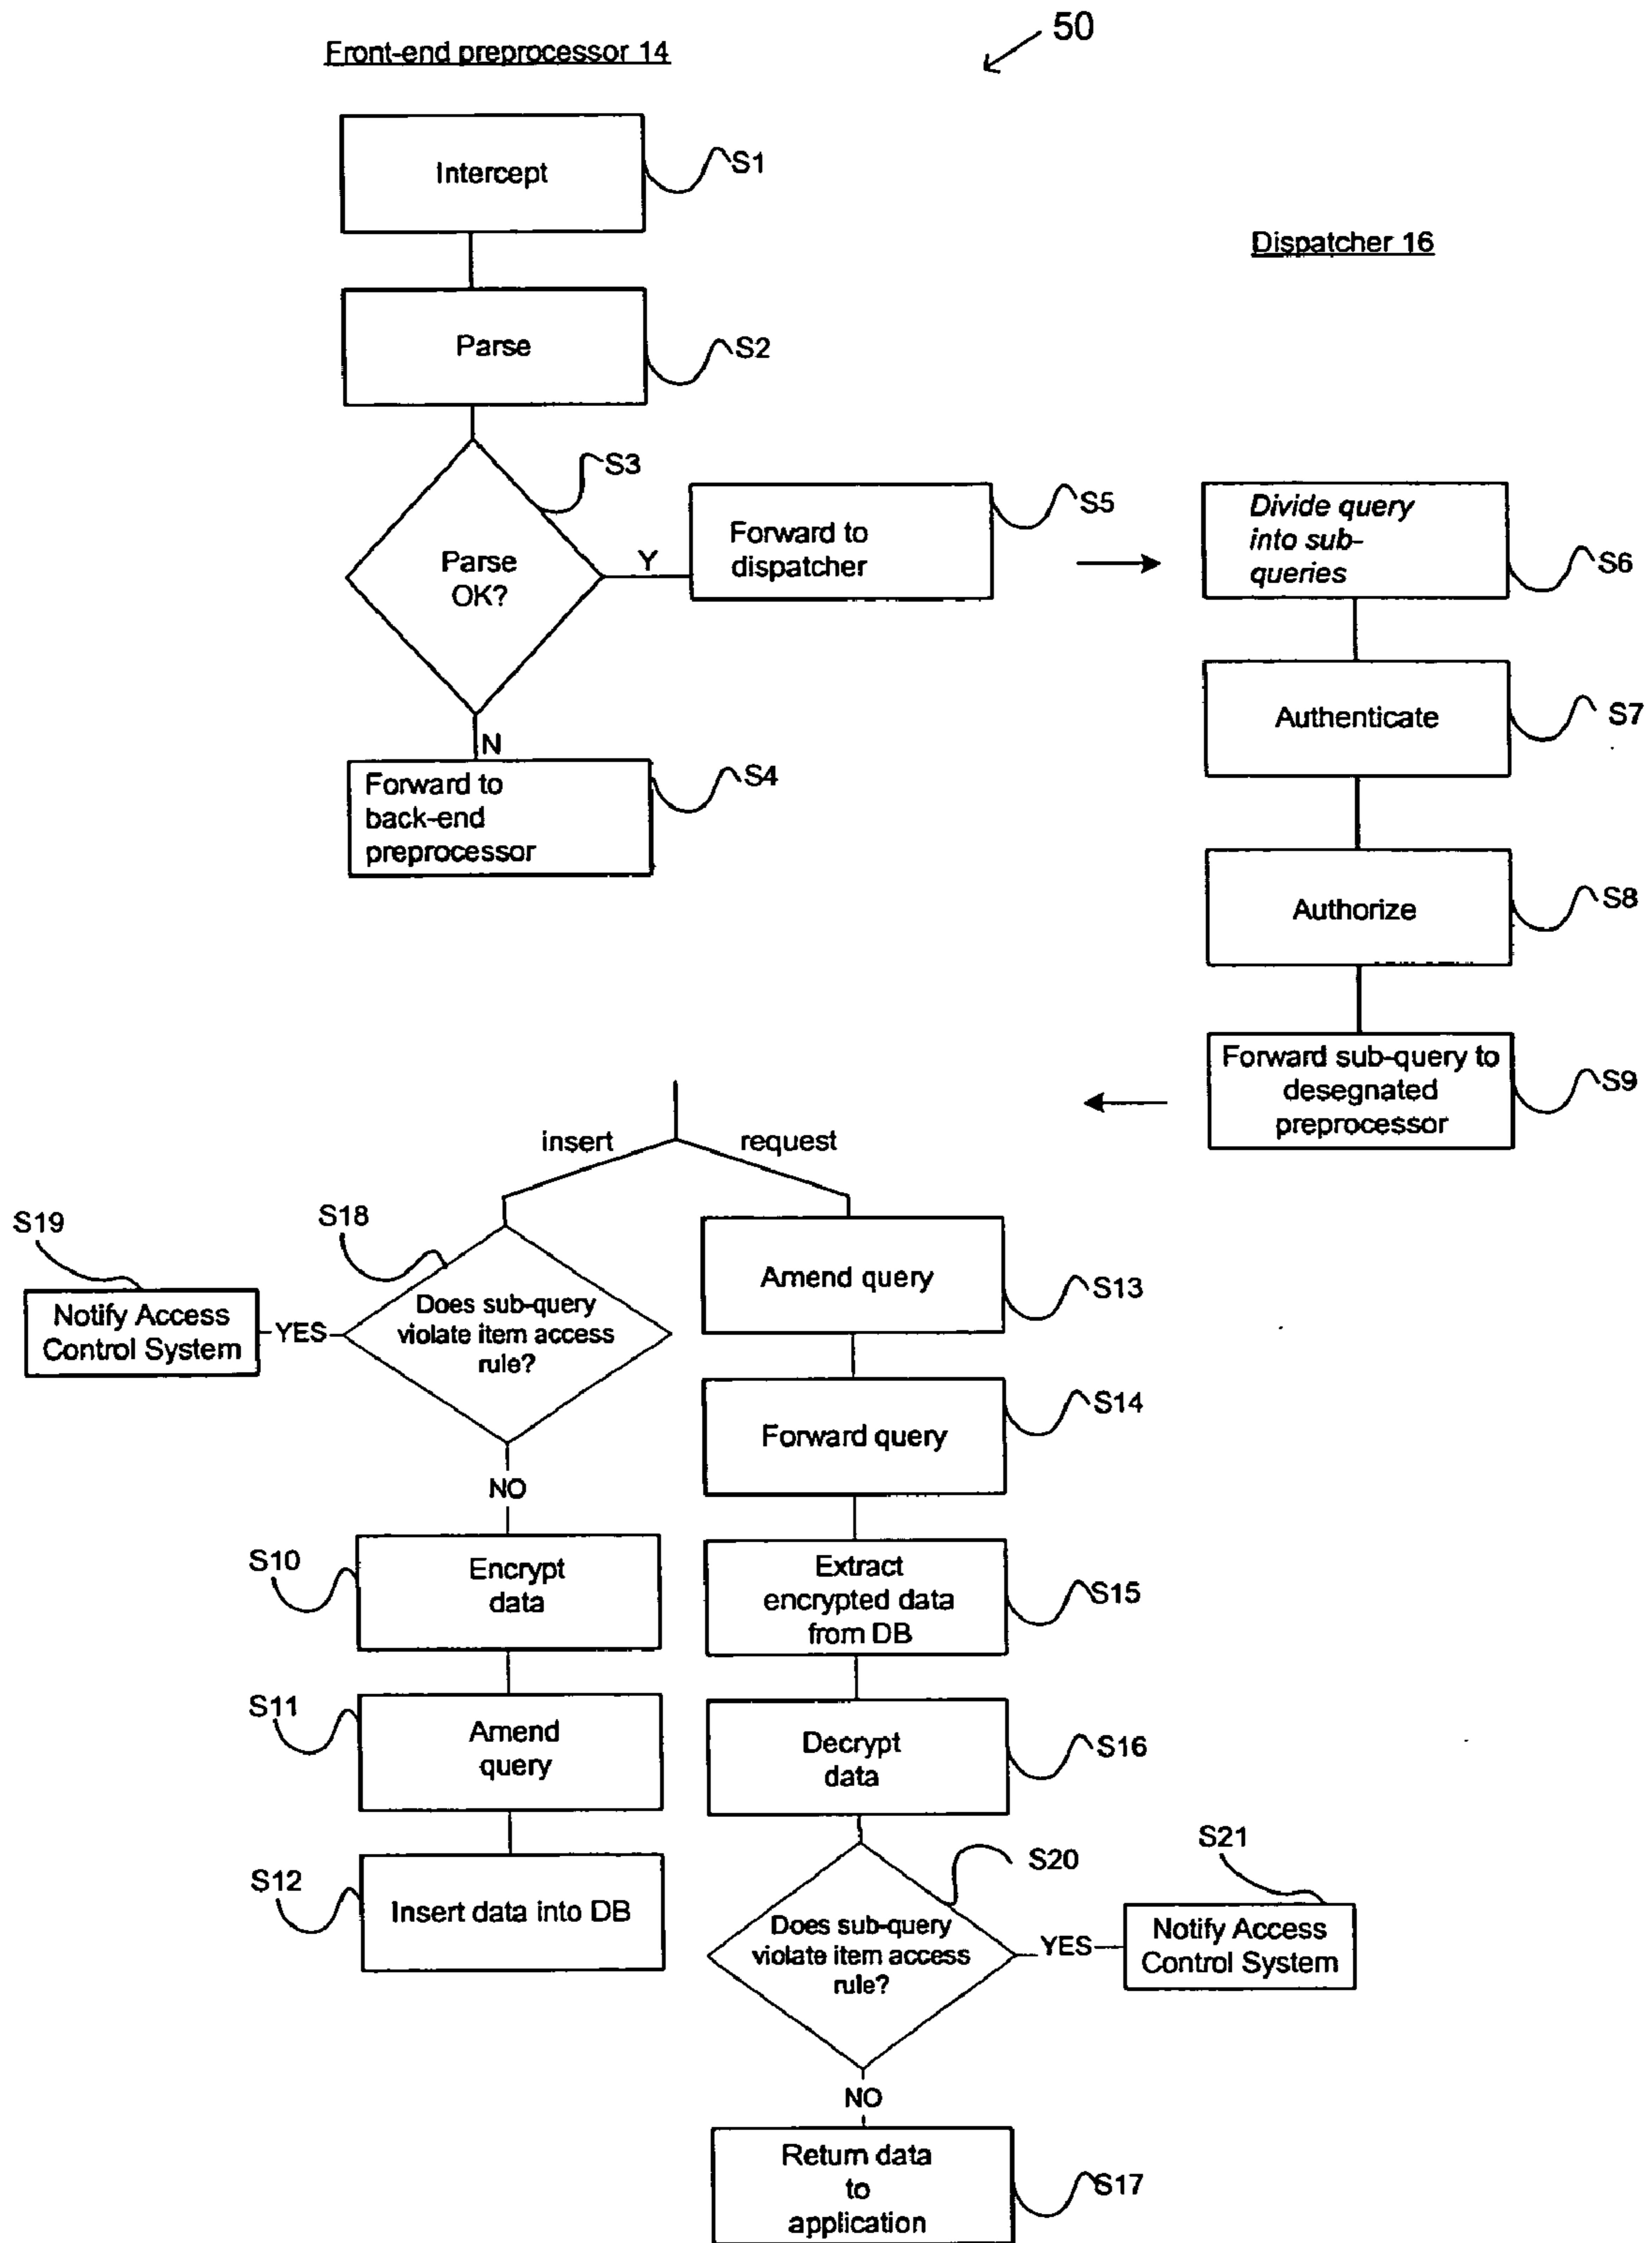 50
Front-end preprocessor 14
Intercept
S1
Dispatcher 16
Parse
S2
S3
Parse
OK?
Y
Forward to
dispatcher
S5
Divide query
into sub-
queries
S6
Authenticate
S7
N
Forward to
back-end
preprocessor
S4
Authorize
S8
Forward sub-query to
desegnated
preprocessor
S9
insert
request
S19
S18
Notify Access
Control System
YES
Does sub-query
violate item access
rule?
Amend query
S13
Forward query
S14
NO
S10
Encrypt
data
Extract
encrypted data
from DB
S15
S11
Amend
query
Decrypt
data
S16
S12
Insert data into DB
S20
S21
Does sub-query
violate item access
rule?
YES
Notify Access
Control System
NO
Return data
to
application
S17